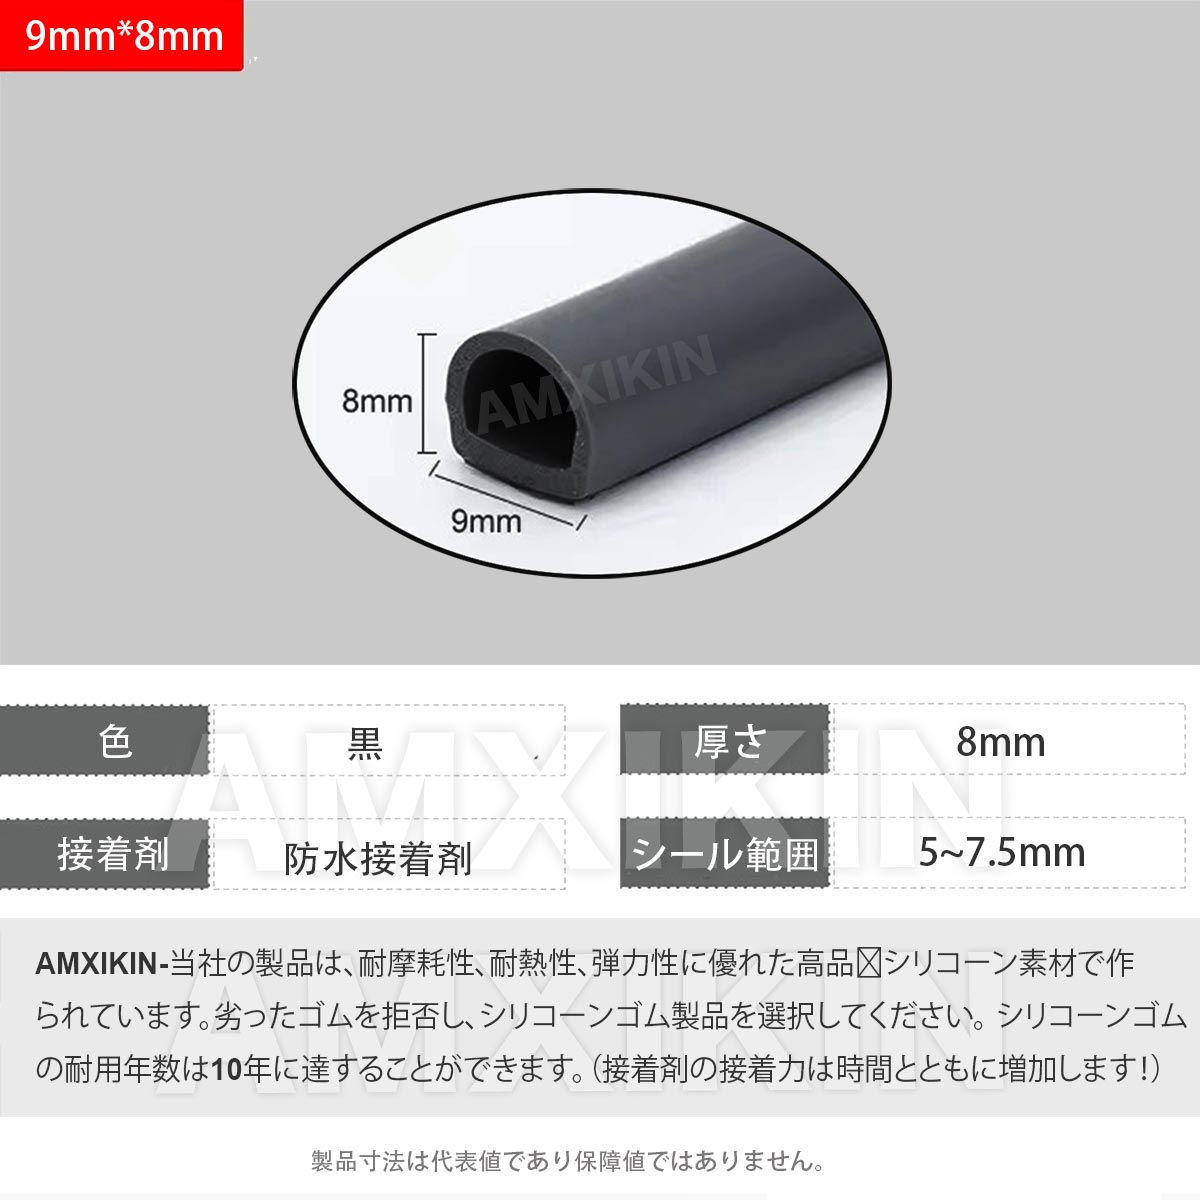 9mm*8mm
AMXIKIN
8mm
9mm
色 黒 厚さ 8mm
AMXIKIN
接着剤 防水接着剤 シール範囲 5~7.5mm
AMXIKIN-当社の製品は、耐摩耗性、耐熱性、弾力性に優れた高品☒シリコーン素材で作
られています。劣ったゴムを拒否し、シリコーンゴム製品を選択してください。 シリコーンゴム
の耐用年数は10年に達することができます。（接着剤の接着力は時間とともに増加します！）
AMXIKIN
製品寸法は代表値であり保障値ではありません。